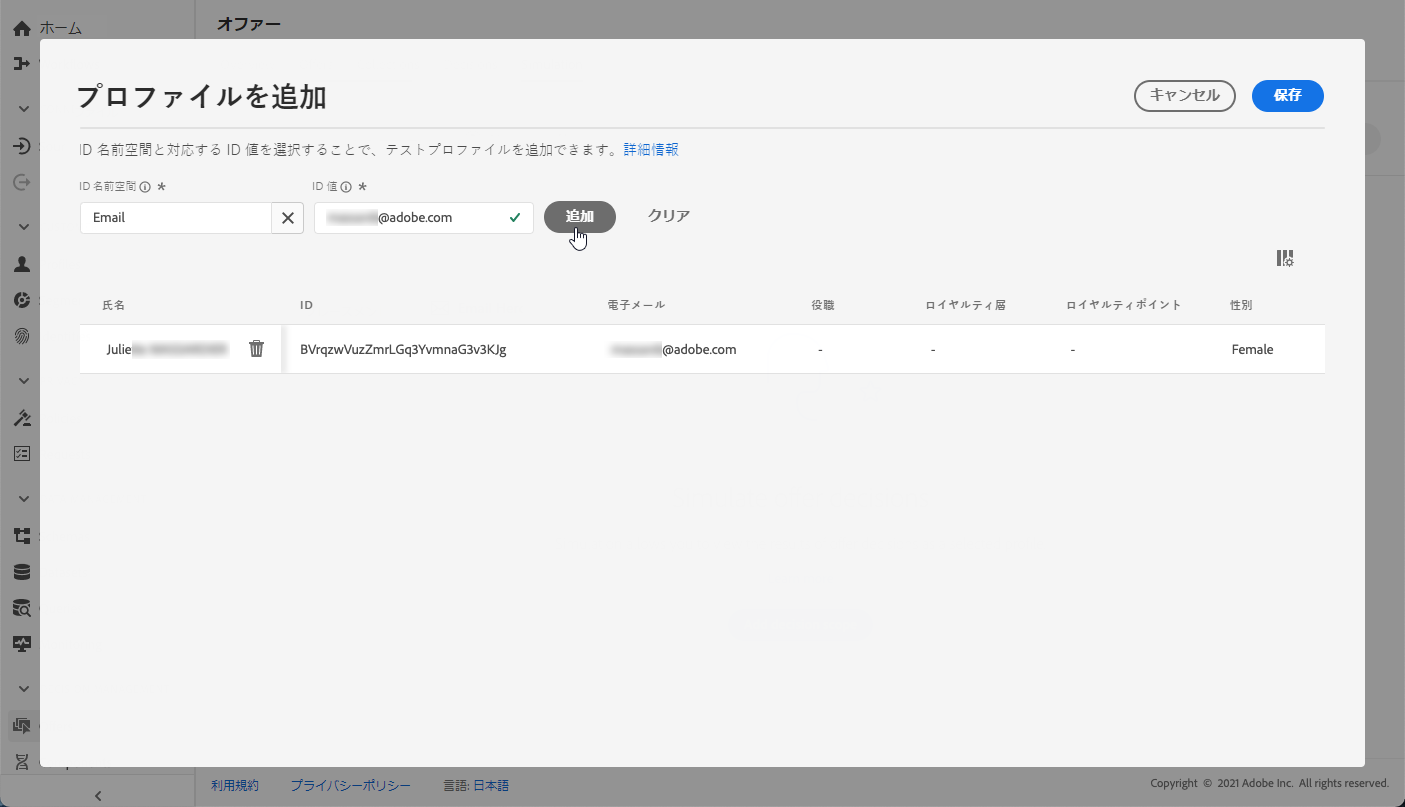 ホーム
オファー
プロファイルを追加
キャンセル
保存
ID 名前空間と対応する ID 値を選択することで、テストプロファイルを追加できます。詳細情報
ID 名前空間 *
ID 値 *
Email
@adobe.com
追加
クリア
氏名
ID
電子メール
役職
ロイヤルティ層
ロイヤルティポイント
性別
Julie
BVrqzwVuzZmrLGq3YvmnaG3v3KJg
@adobe.com
-
-
-
Female
利用規約
プライバシーポリシー
言語: 日本語
Copyright © 2021 Adobe Inc. All rights reserved.